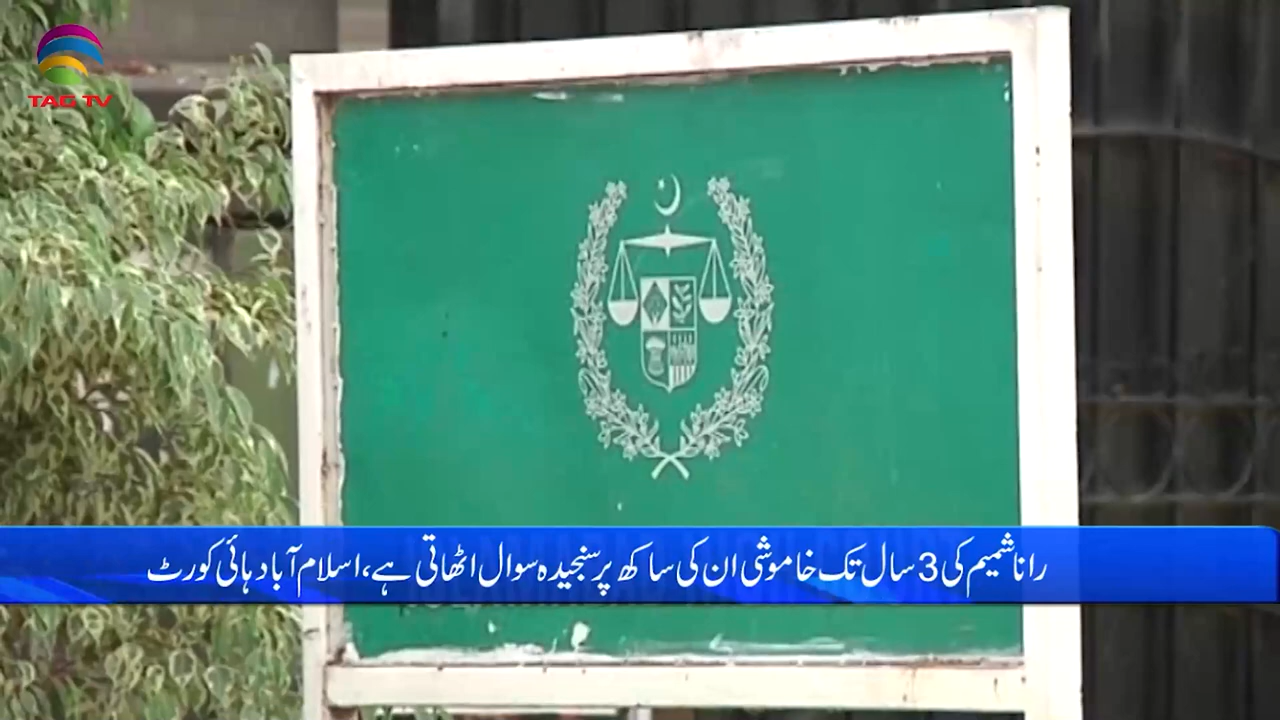 TAG TV
رانا شمیم کی 3 سال تک خاموشی ان کی ساکھ پر سنجیدہ سوال اٹھاتی ہے، اسلام آباد ہائی کورٹ